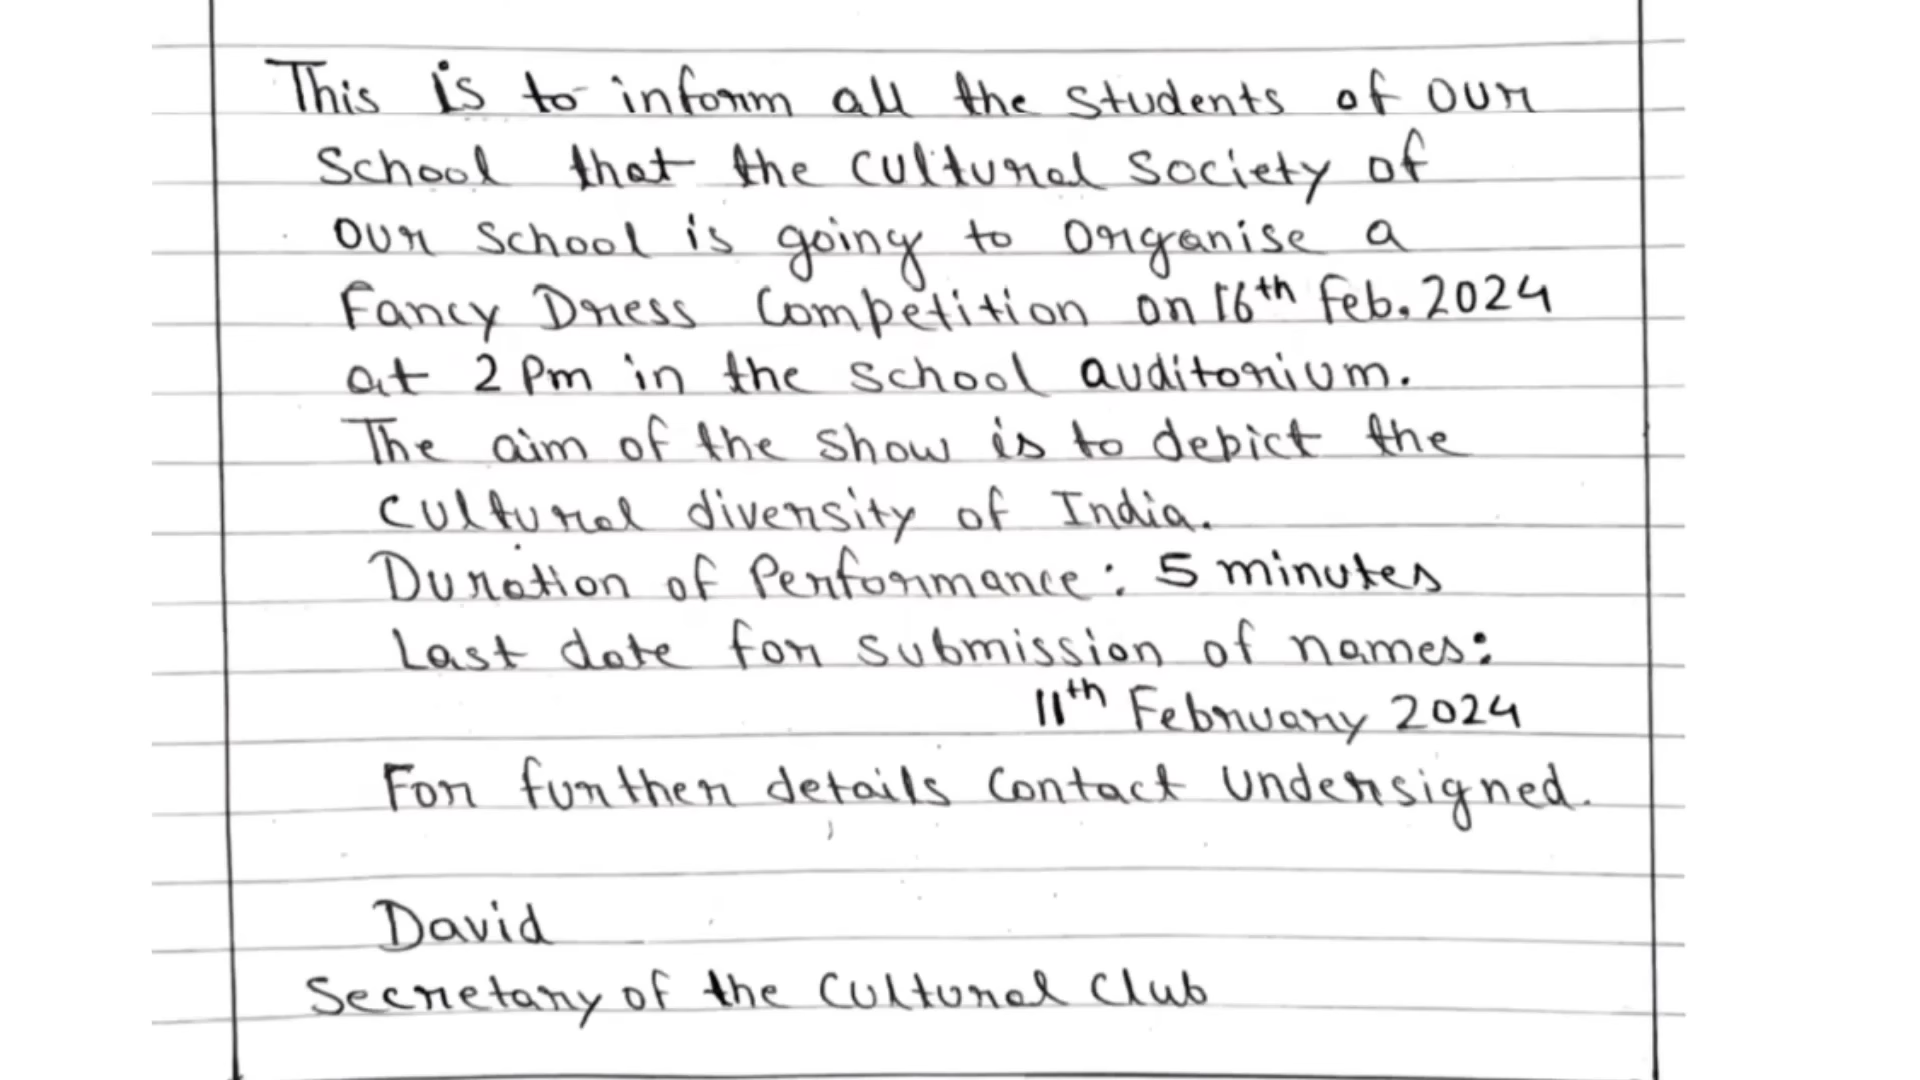 This is to inform all the students of our
School that the cultural society of
our school is going to organise a
Fancy Dress Competition on 16th Feb. 2024
at 2 Pm in the school auditorium.
The aim of the show is to depict the
cultural diversity of India.
Duration of Performance: 5 minutes
Last date for submission of names:
11th February 2024
For further details contact undersigned.
David
Secretary of the Cultural Club